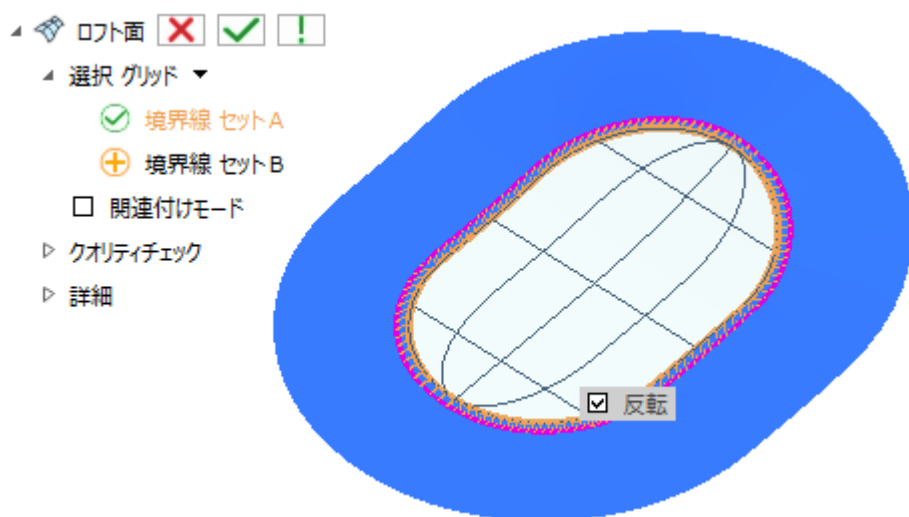 ロフト面
選択 グリッド
境界線 セットA
境界線 セットB
関連付けモード
クオリティチェック
詳細
反転